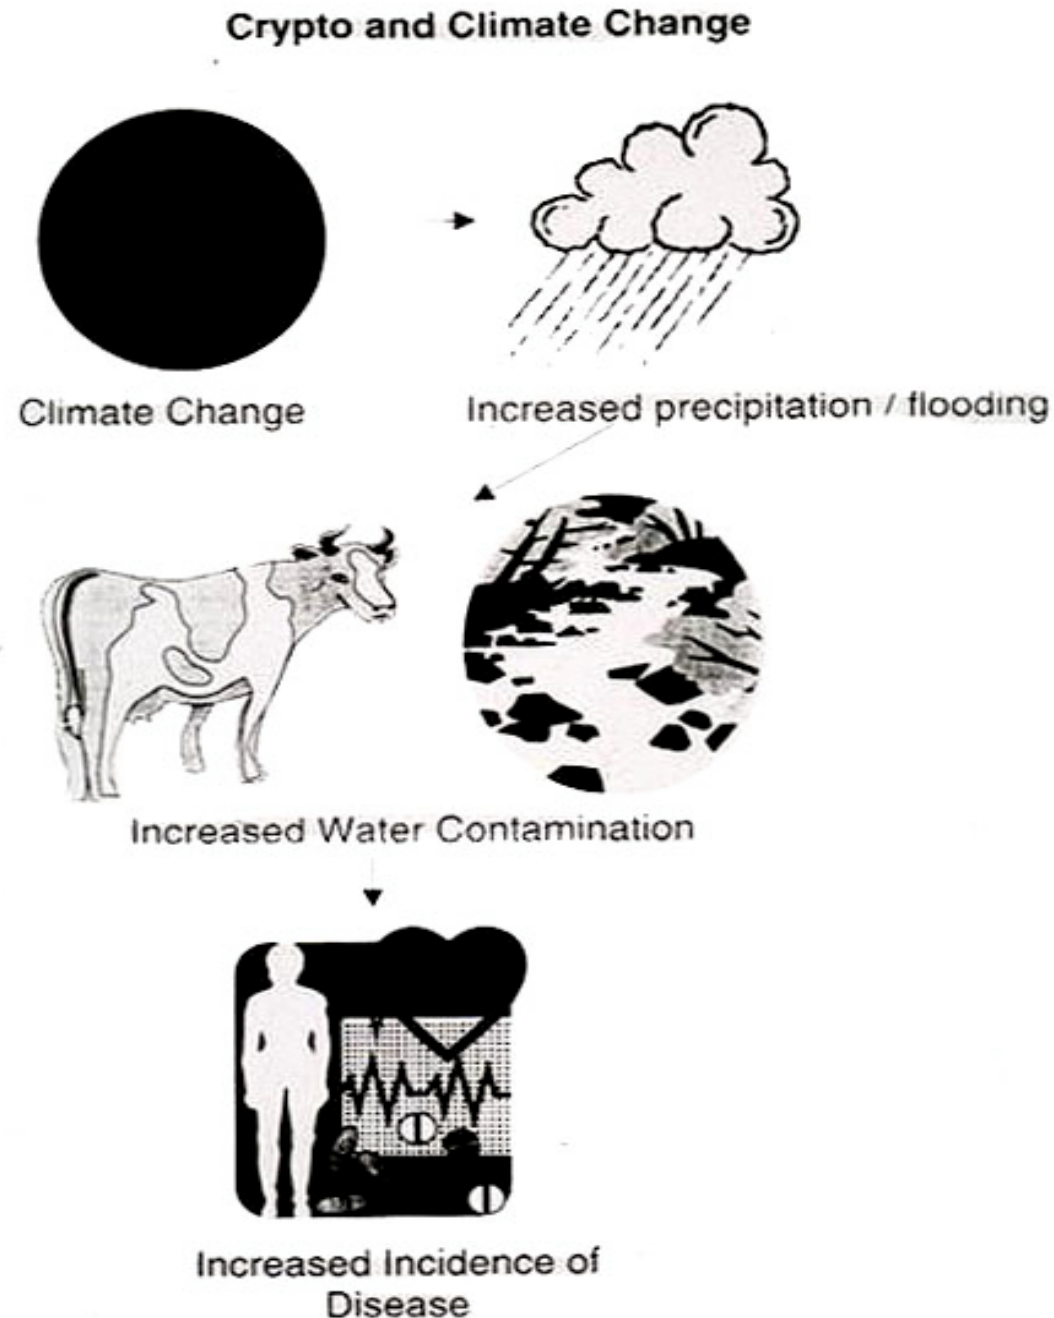 Crypto and Climate Change
Climate Change
Increased precipitation / flooding
Increased Water Contamination
Increased Incidence of
Disease